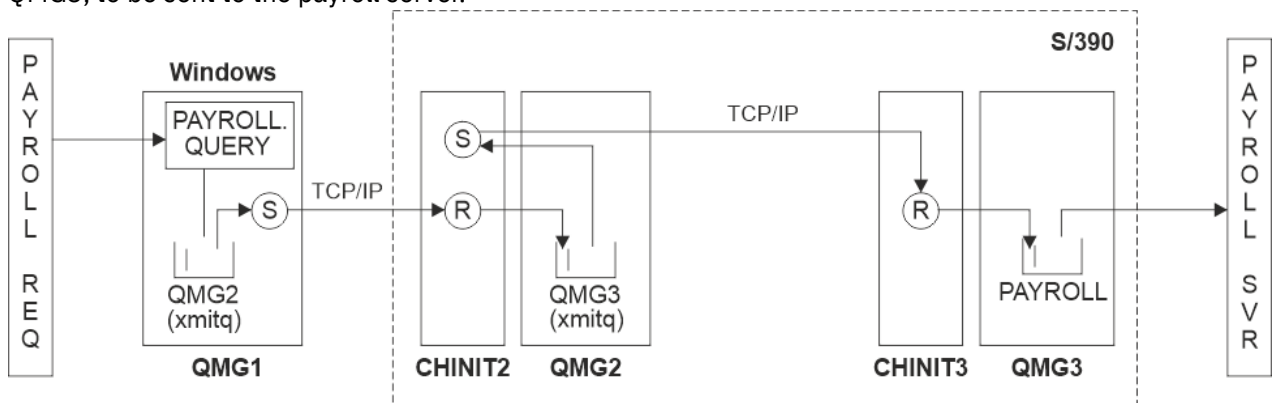 to be sent to the payroll server.
S/390
PAYROLL REQ
Windows
PAYROLL.
QUERY
S
TCP/IP
QMG2
(xmitq)
QMG1
S
R
CHINIT2
QMG3
(xmitq)
QMG2
TCP/IP
R
CHINIT3
PAYROLL
QMG3
PAYROLL SVR